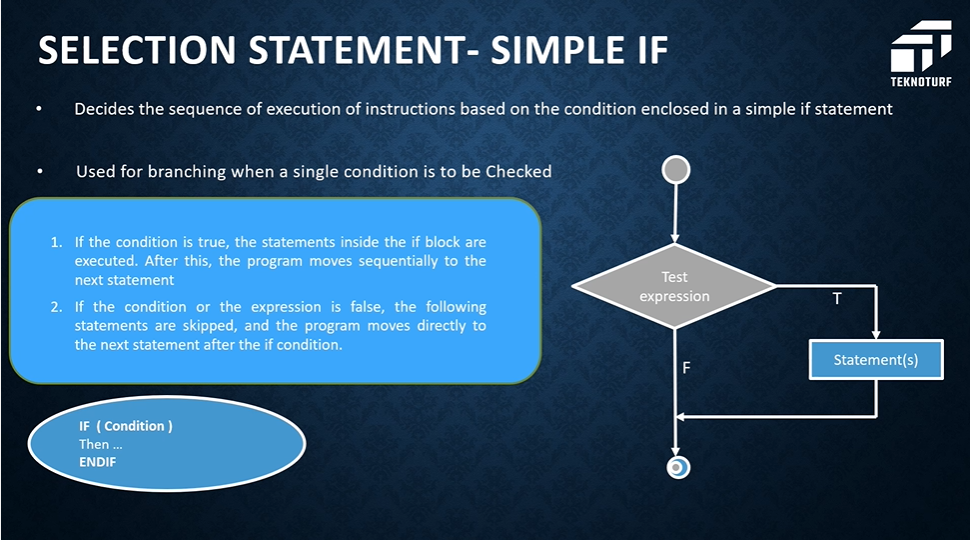 SELECTION STATEMENT- SIMPLE IF
TEKNOTURF
• Decides the sequence of execution of instructions based on the condition enclosed in a simple if statement
• Used for branching when a single condition is to be Checked
1. If the condition is true, the statements inside the if block are
executed. After this, the program moves sequentially to the
next statement
2. If the condition or the expression is false, the following
statements are skipped, and the program moves directly to
the next statement after the if condition.
IF ( Condition )
Then ...
ENDIF
Test
expression
T
Statement(s)
F